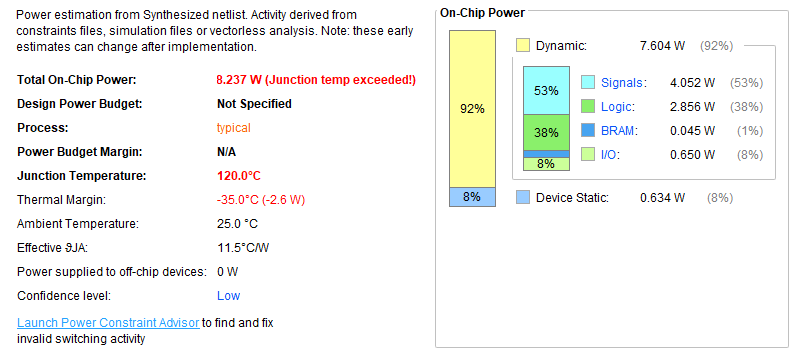 Power estimation from Synthesized netlist. Activity derived from
constraints files, simulation files or vectorless analysis. Note: these early
estimates can change after implementation.
Total On-Chip Power: 8.237 W (Junction temp exceeded!)
Design Power Budget: Not Specified
Process: typical
Power Budget Margin: N/A
Junction Temperature: 120.0°C
Thermal Margin: -35.0°C (-2.6 W)
Ambient Temperature: 25.0 °C
Effective ϑJA: 11.5°C/W
Power supplied to off-chip devices: 0 W
Confidence level: Low
Launch Power Constraint Advisor to find and fix
invalid switching activity
On-Chip Power
92%
8%
Dynamic: 7.604 W (92%)
53%
38%
8%
Signals: 4.052 W (53%)
Logic: 2.856 W (38%)
BRAM: 0.045 W (1%)
I/O: 0.650 W (8%)
Device Static: 0.634 W (8%)